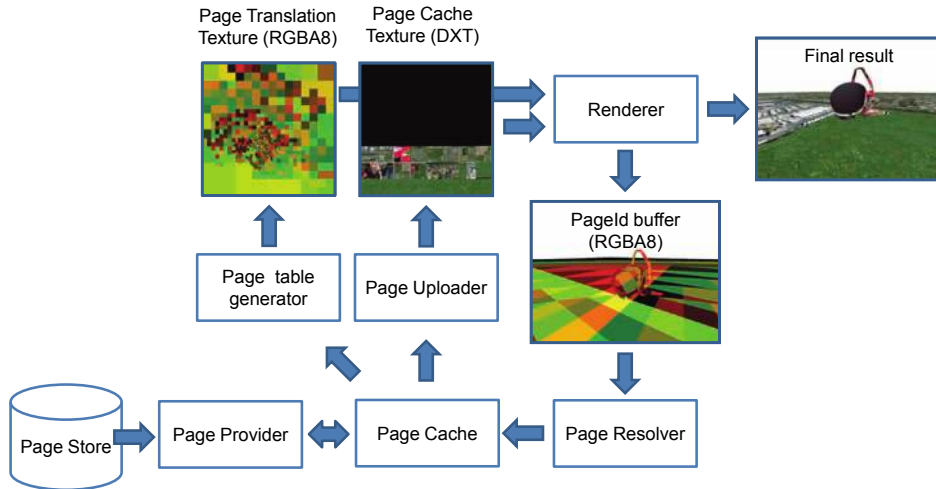 Page Translation
Texture (RGBA8)
Page Cache
Texture (DXT)
Final result
Renderer
PageId buffer
(RGBA8)
Page table
generator
Page Uploader
Page Store
Page Provider
Page Cache
Page Resolver